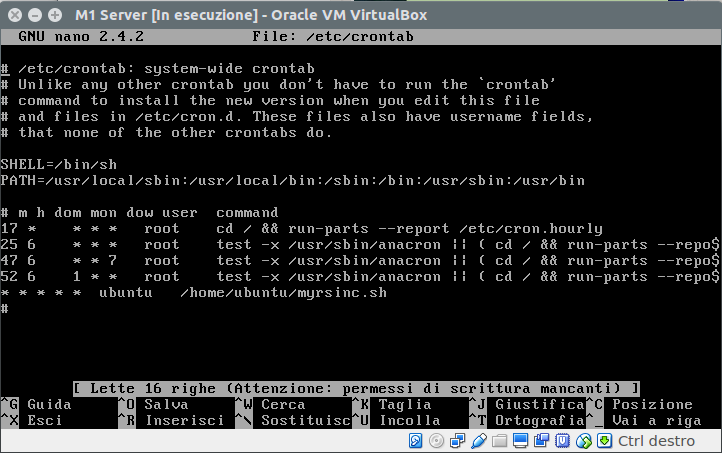 M1 Server [In esecuzione] - Oracle VM VirtualBox
GNU nano 2.4.2 File: /etc/crontab
# /etc/crontab: system-wide crontab
# Unlike any other crontab you don't have to run the `crontab'
# command to install the new version when you edit this file
# and files in /etc/cron.d. These files also have username fields,
# that none of the other crontabs do.
SHELL=/bin/sh
PATH=/usr/local/sbin:/usr/local/bin:/sbin:/bin:/usr/sbin:/usr/bin
# m h dom mon dow user command
17 * * * * root cd / && run-parts --report /etc/cron.hourly
25 6 * * * root test -x /usr/sbin/anacron || ( cd / && run-parts --repo$
47 6 * * 7 root test -x /usr/sbin/anacron || ( cd / && run-parts --repo$
52 6 1 * * root test -x /usr/sbin/anacron || ( cd / && run-parts --repo$
* * * * * ubuntu /home/ubuntu/myrsinc.sh
#
[ Lette 16 righe (Attenzione: permessi di scrittura mancanti) ]
^G Guida ^O Salva ^W Cerca ^K Taglia ^J Giustifica ^C Posizione
^X Esci ^R Inserisci ^\ Sostituisc ^U Incolla ^T Ortografia ^_ Vai a riga
Ctrl destro